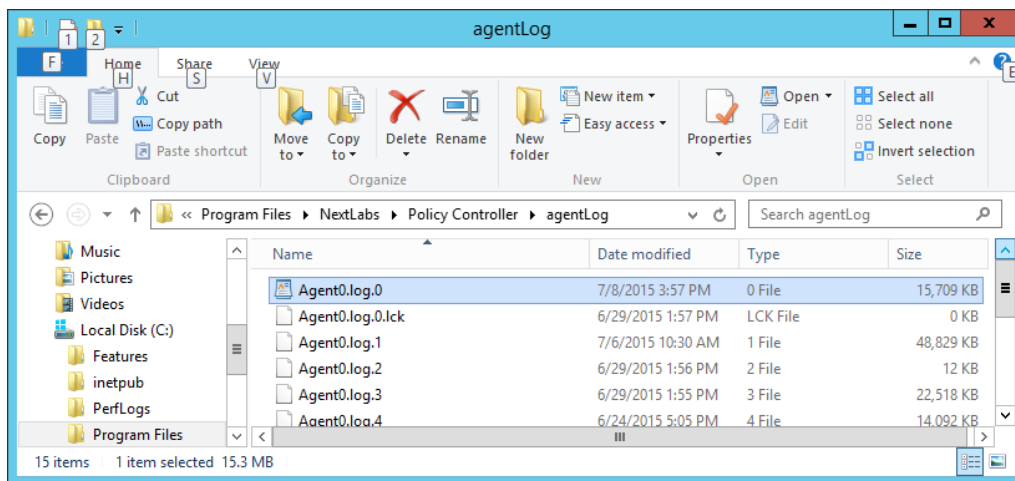 1 2 agentLog
F Home Share View E
H S V
Cut
Copy path
Paste shortcut
Copy Paste
Move to
Copy to
Delete Rename
New folder
New item
Easy access
Properties
Open
Edit
Select all
Select none
Invert selection
Clipboard Organize New Open Select
« Program Files NextLabs Policy Controller agentLog Search agentLog
Music
Pictures
Videos
Local Disk (C:)
Features
inetpub
PerfLogs
Program Files
Name Date modified Type Size
Agent0.log.0 7/8/2015 3:57 PM 0 File 15,709 KB
Agent0.log.0.lck 6/29/2015 1:57 PM LCK File 0 KB
Agent0.log.1 7/6/2015 10:30 AM 1 File 48,829 KB
Agent0.log.2 6/29/2015 1:56 PM 2 File 12 KB
Agent0.log.3 6/29/2015 1:55 PM 3 File 22,518 KB
Agent0.log.4 6/24/2015 5:05 PM 4 File 14,092 KB
15 items 1 item selected 15.3 MB